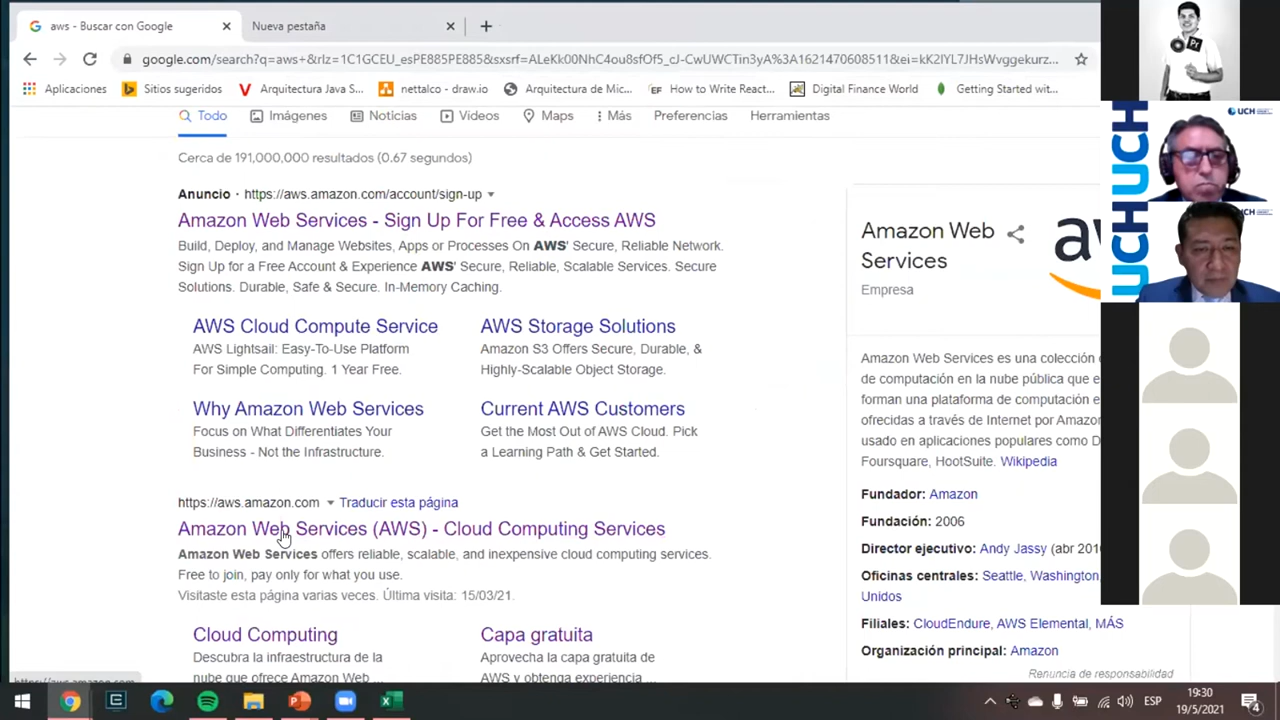 aws - Buscar con Google
Nueva pestaña
google.com/search?q=aws+&rlz=1C1GCEU_esPE885PE885&sxsrf=ALeKk00NhC4ou8sfOf5_cJ-CwUWCTin3yA%3A1621470608511&ei=kK2lYL7JHsWvggekurz...
Aplicaciones
Sitios sugeridos
Arquitectura Java S...
nettalco - draw.io
Arquitectura de Mic...
EF How to Write React...
Digital Finance World
Getting Started wit...
Todo
Imágenes
Noticias
Videos
Maps
Más
Preferencias
Herramientas
Cerca de 191,000,000 resultados (0.67 segundos)
Anuncio · https://aws.amazon.com/account/sign-up
Amazon Web Services - Sign Up For Free & Access AWS
Build, Deploy, and Manage Websites, Apps or Processes On AWS' Secure, Reliable Network.
Sign Up for a Free Account & Experience AWS' Secure, Reliable, Scalable Services. Secure
Solutions. Durable, Safe & Secure. In-Memory Caching.
AWS Cloud Compute Service
AWS Lightsail: Easy-To-Use Platform
For Simple Computing. 1 Year Free.
AWS Storage Solutions
Amazon S3 Offers Secure, Durable, &
Highly-Scalable Object Storage.
Why Amazon Web Services
Focus on What Differentiates Your
Business - Not the Infrastructure.
Current AWS Customers
Get the Most Out of AWS Cloud. Pick
a Learning Path & Get Started.
https://aws.amazon.com
Traducir esta página
Amazon Web Services (AWS) - Cloud Computing Services
Amazon Web Services offers reliable, scalable, and inexpensive cloud computing services.
Free to join, pay only for what you use.
Visitaste esta página varias veces. Última visita: 15/03/21.
Cloud Computing
Descubra la infraestructura de la
nube que ofrece Amazon Web ...
Capa gratuita
Aprovecha la capa gratuita de
AWS y obtenga experiencia ...
https://aws.amazon.com
Amazon Web
Services
Empresa
Amazon Web Services es una colección
de computación en la nube pública que e
forman una plataforma de computación e
ofrecidas a través de Internet por Amazon
usado en aplicaciones populares como D
Foursquare, HootSuite. Wikipedia
Fundador: Amazon
Fundación: 2006
Director ejecutivo: Andy Jassy (abr 2016
Oficinas centrales: Seattle, Washington,
Unidos
Filiales: CloudEndure, AWS Elemental, MÁS
Organización principal: Amazon
Renuncia de responsabilidad
Pr
UCH
UCH
UCH
ESP
19:30
19/5/2021
4